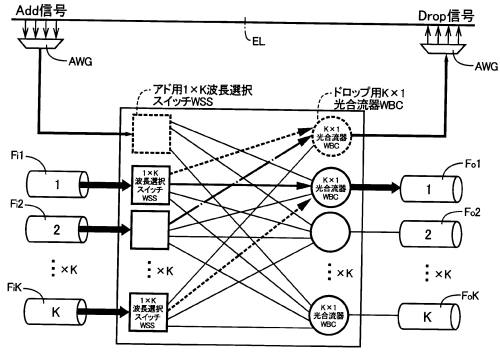 Add信号
EL
Drop信号
AWG
AWG
アド用1×K波長選択
スイッチWSS
ドロップ用K×1
光合流器WBC
K×1
光合流器
WBC
Fi1
1
1×K
波長選択
スイッチ
WSS
K×1
光合流器
WBC
Fo1
1
Fi2
2
Fo2
2
×K
×K
×K
×K
FiK
K
1×K
波長選択
スイッチ
WSS
K×1
光合流器
WBC
FoK
K